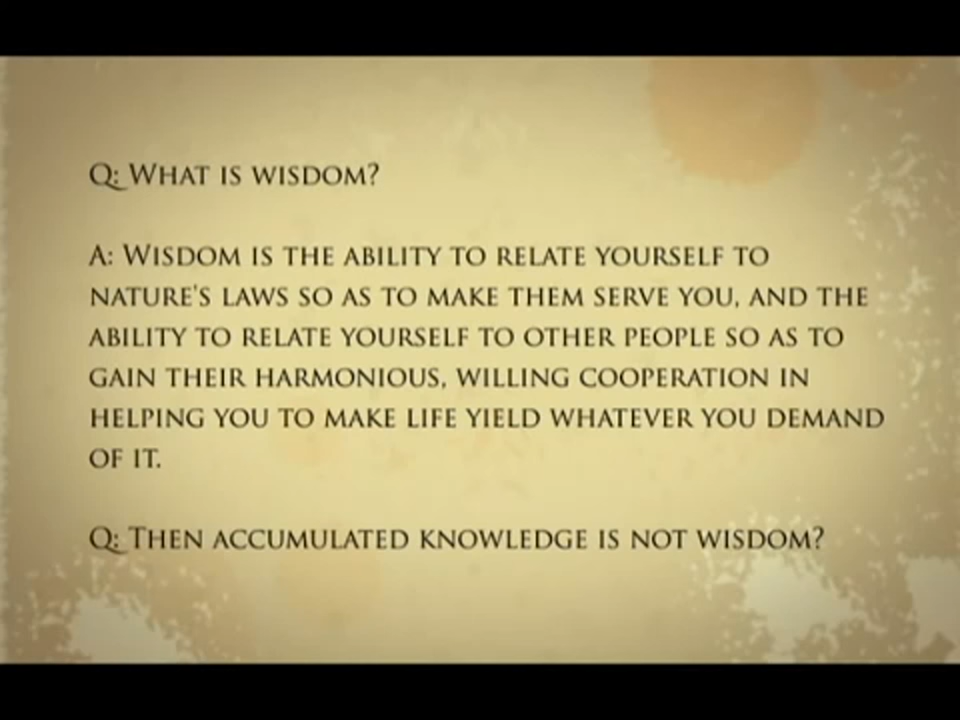 Q: What is wisdom?
A: Wisdom is the ability to relate yourself to
nature's laws so as to make them serve you, and the
ability to relate yourself to other people so as to
gain their harmonious, willing cooperation in
helping you to make life yield whatever you demand
of it.
Q: Then accumulated knowledge is not wisdom?